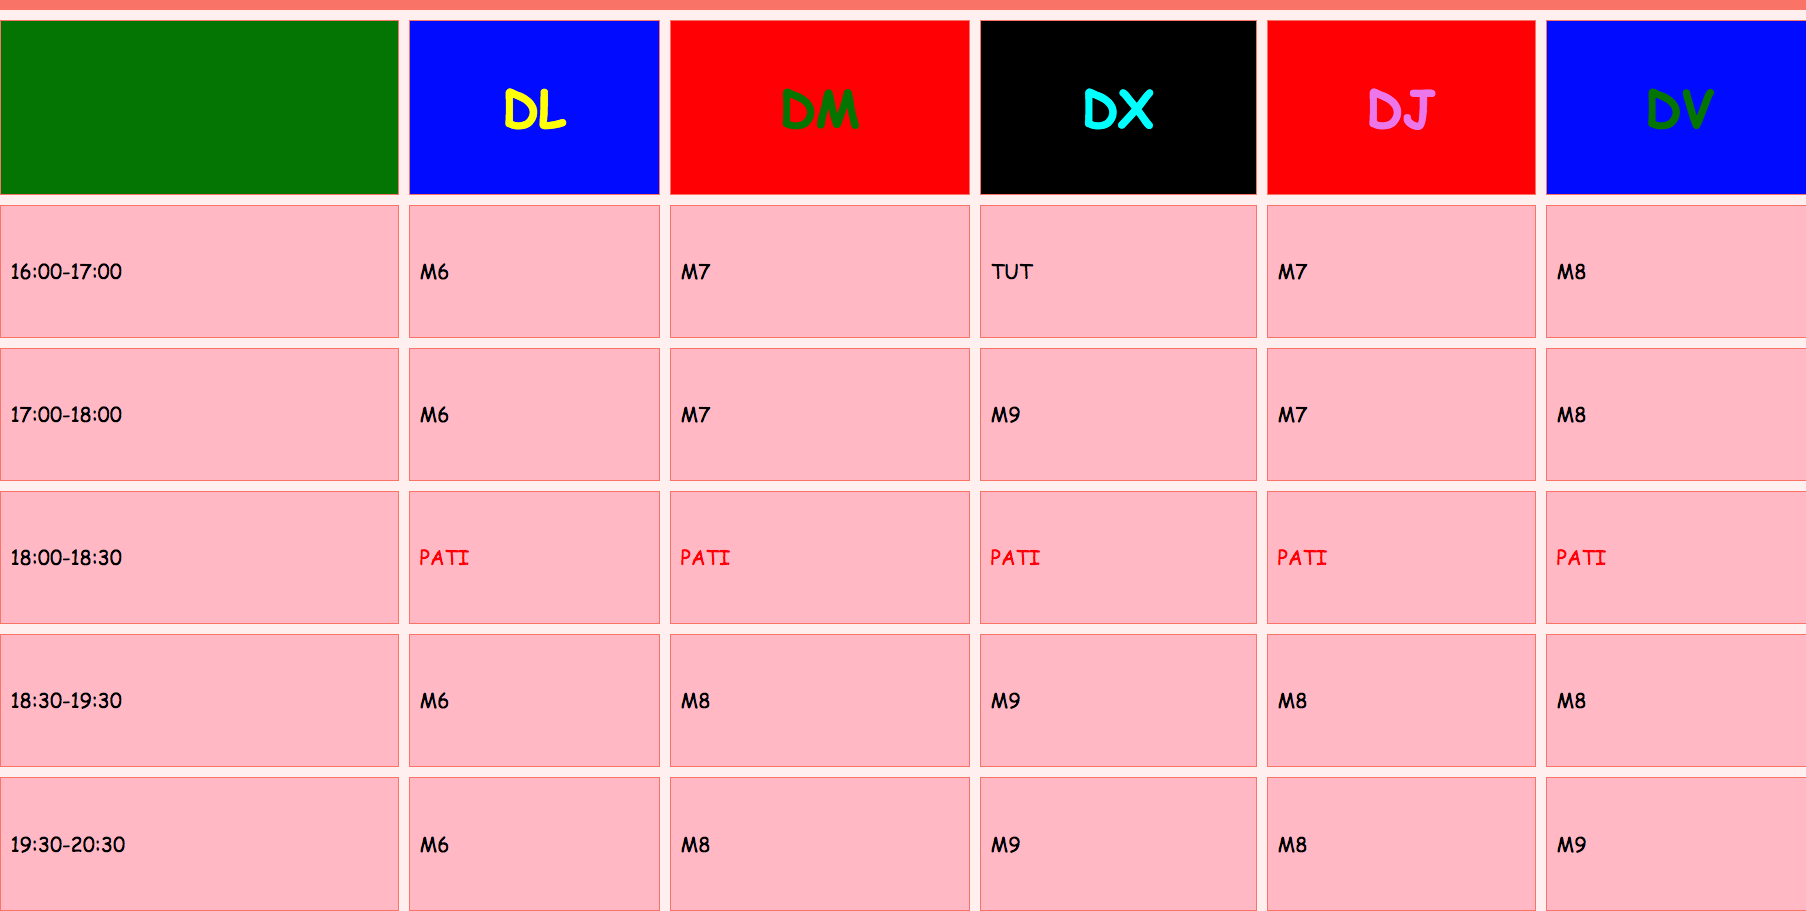 DL DM DX DJ DV
16:00-17:00 M6 M7 TUT M7 M8
17:00-18:00 M6 M7 M9 M7 M8
18:00-18:30 PATI PATI PATI PATI PATI
18:30-19:30 M6 M8 M9 M8 M8
19:30-20:30 M6 M8 M9 M8 M9